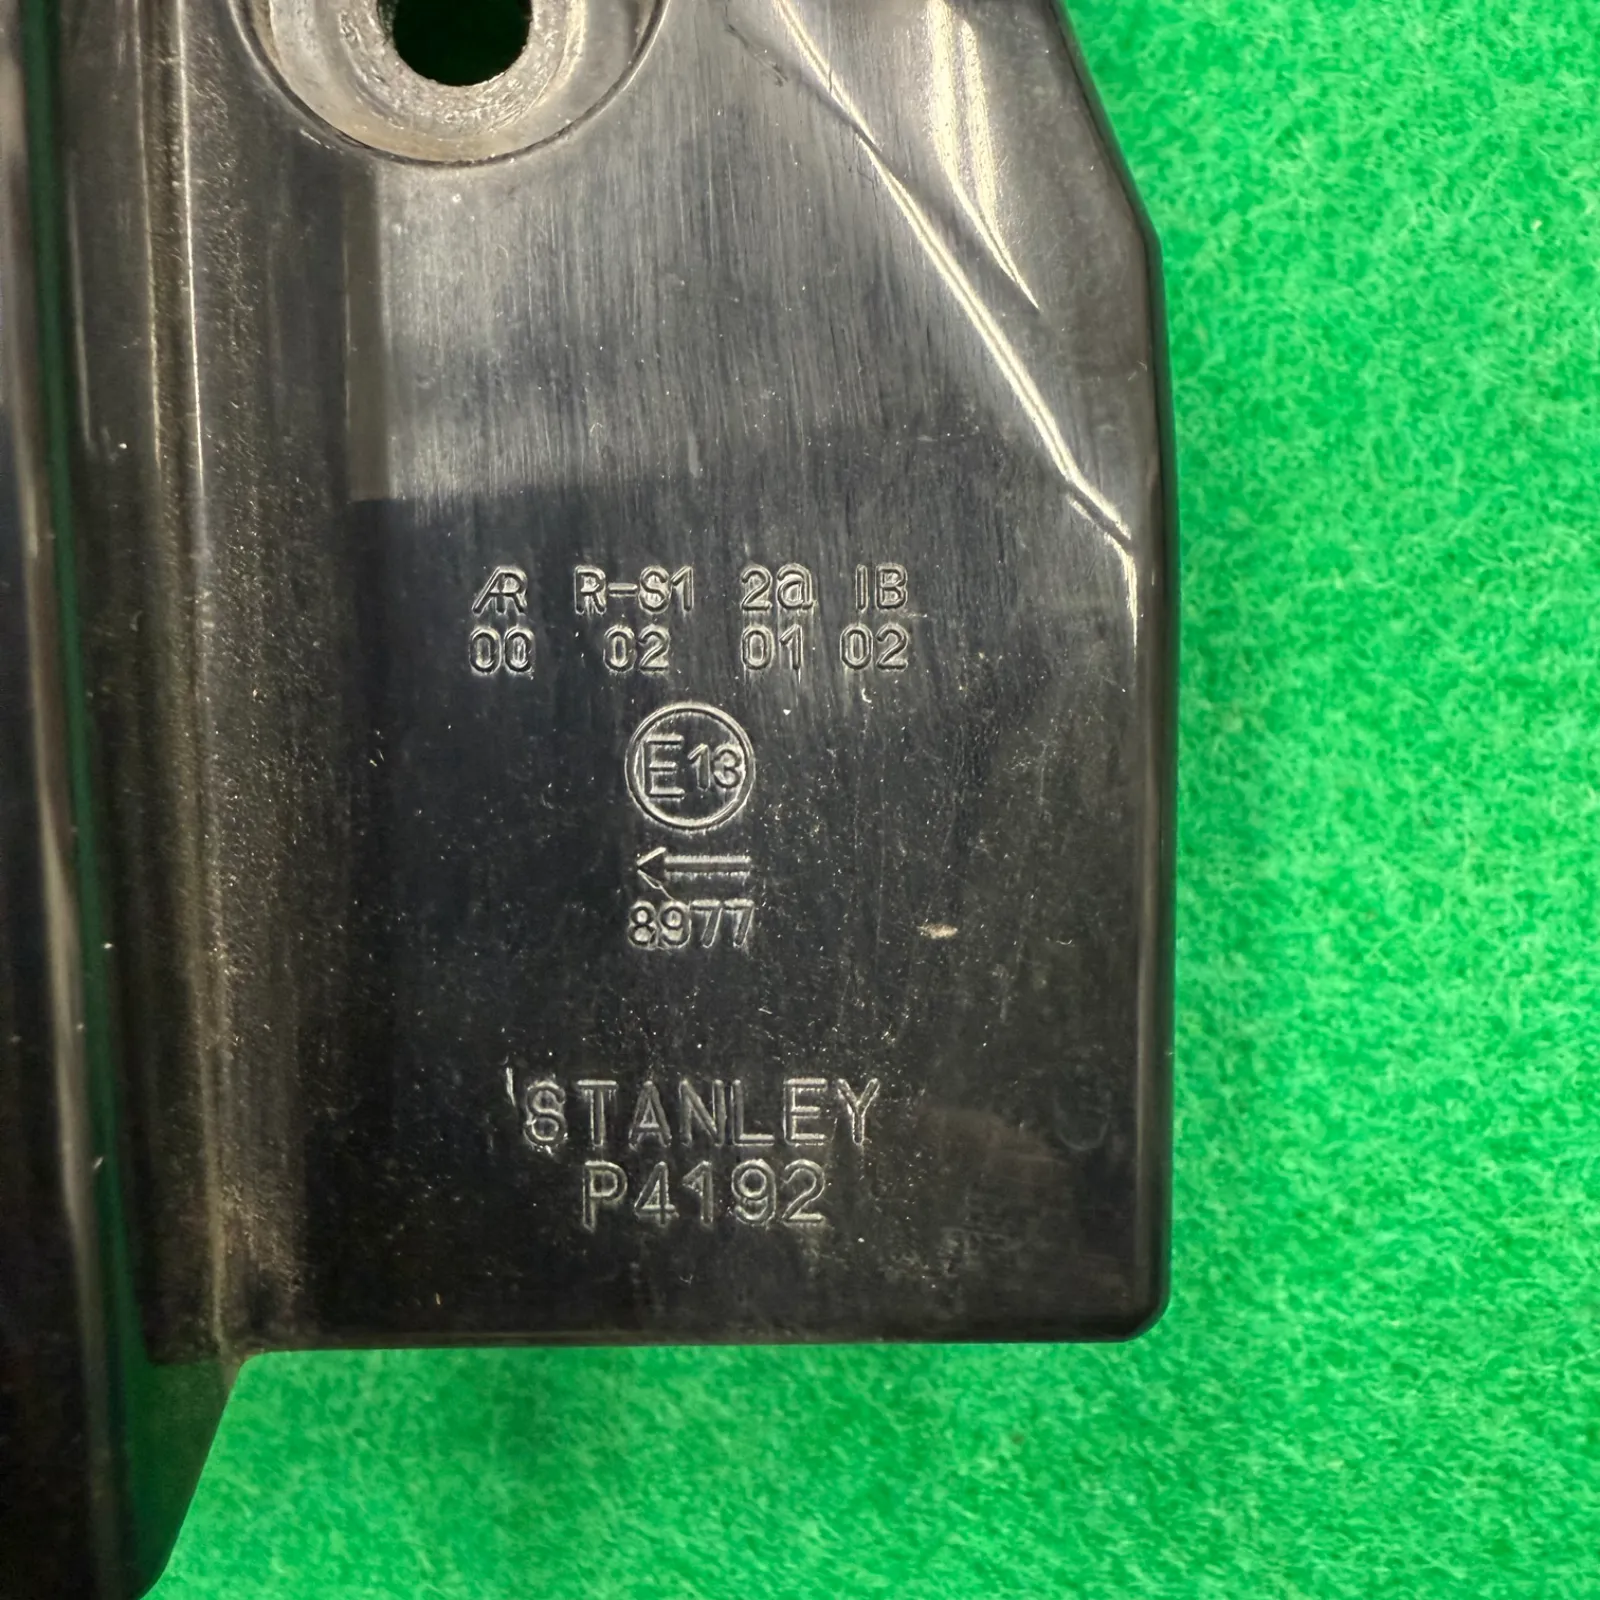 AR R-S1 2a IB
00 02 01 02
E13
←
8977
STANLEY
P4192